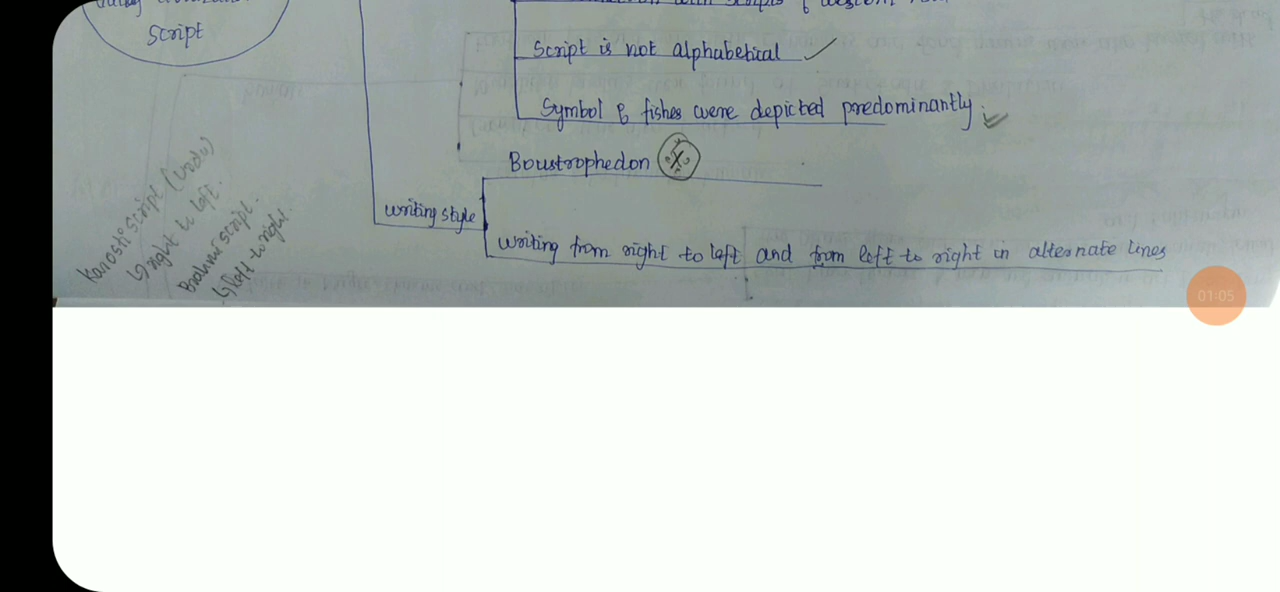 Script
Script is not alphabetical
Symbol & fishes were depicted predominantly
Boustrophedon
writing style
writing from right to left and from left to right in alternate lines
Karosti script (Urdu)
↳ right to left.
Brahmi script.
↳ left to right.
01:05